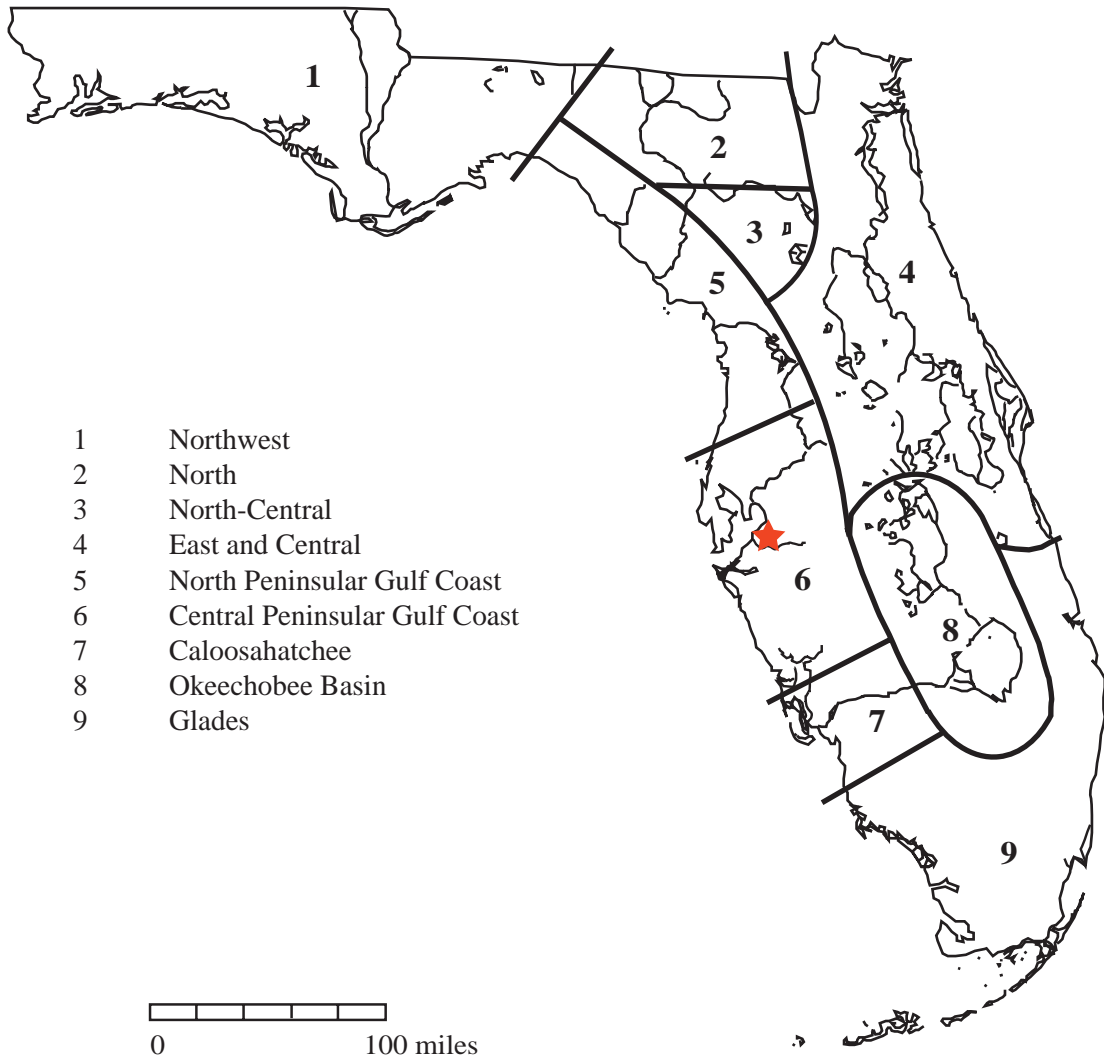 1
2
3
4
5
6
7
8
9
1 Northwest
2 North
3 North-Central
4 East and Central
5 North Peninsular Gulf Coast
6 Central Peninsular Gulf Coast
7 Caloosahatchee
8 Okeechobee Basin
9 Glades
0 100 miles